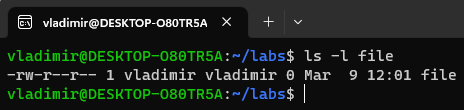 vladimir@DESKTOP-O80TR5A
vladimir@DESKTOP-O80TR5A:~/labs$ ls -l file
-rw-r--r-- 1 vladimir vladimir 0 Mar  9 12:01 file
vladimir@DESKTOP-O80TR5A:~/labs$